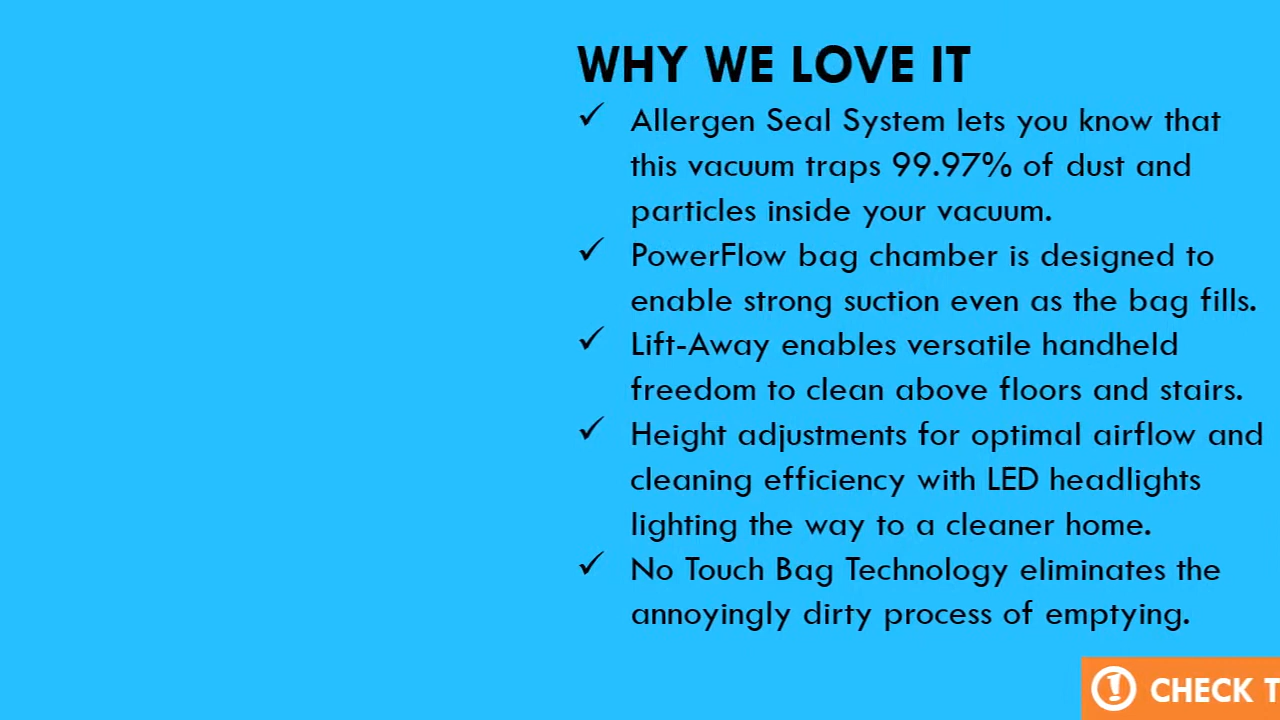 WHY WE LOVE IT
✓ Allergen Seal System lets you know that
this vacuum traps 99.97% of dust and
particles inside your vacuum.
✓ PowerFlow bag chamber is designed to
enable strong suction even as the bag fills.
✓ Lift-Away enables versatile handheld
freedom to clean above floors and stairs.
✓ Height adjustments for optimal airflow and
cleaning efficiency with LED headlights
lighting the way to a cleaner home.
✓ No Touch Bag Technology eliminates the
annoyingly dirty process of emptying.
CHECK T